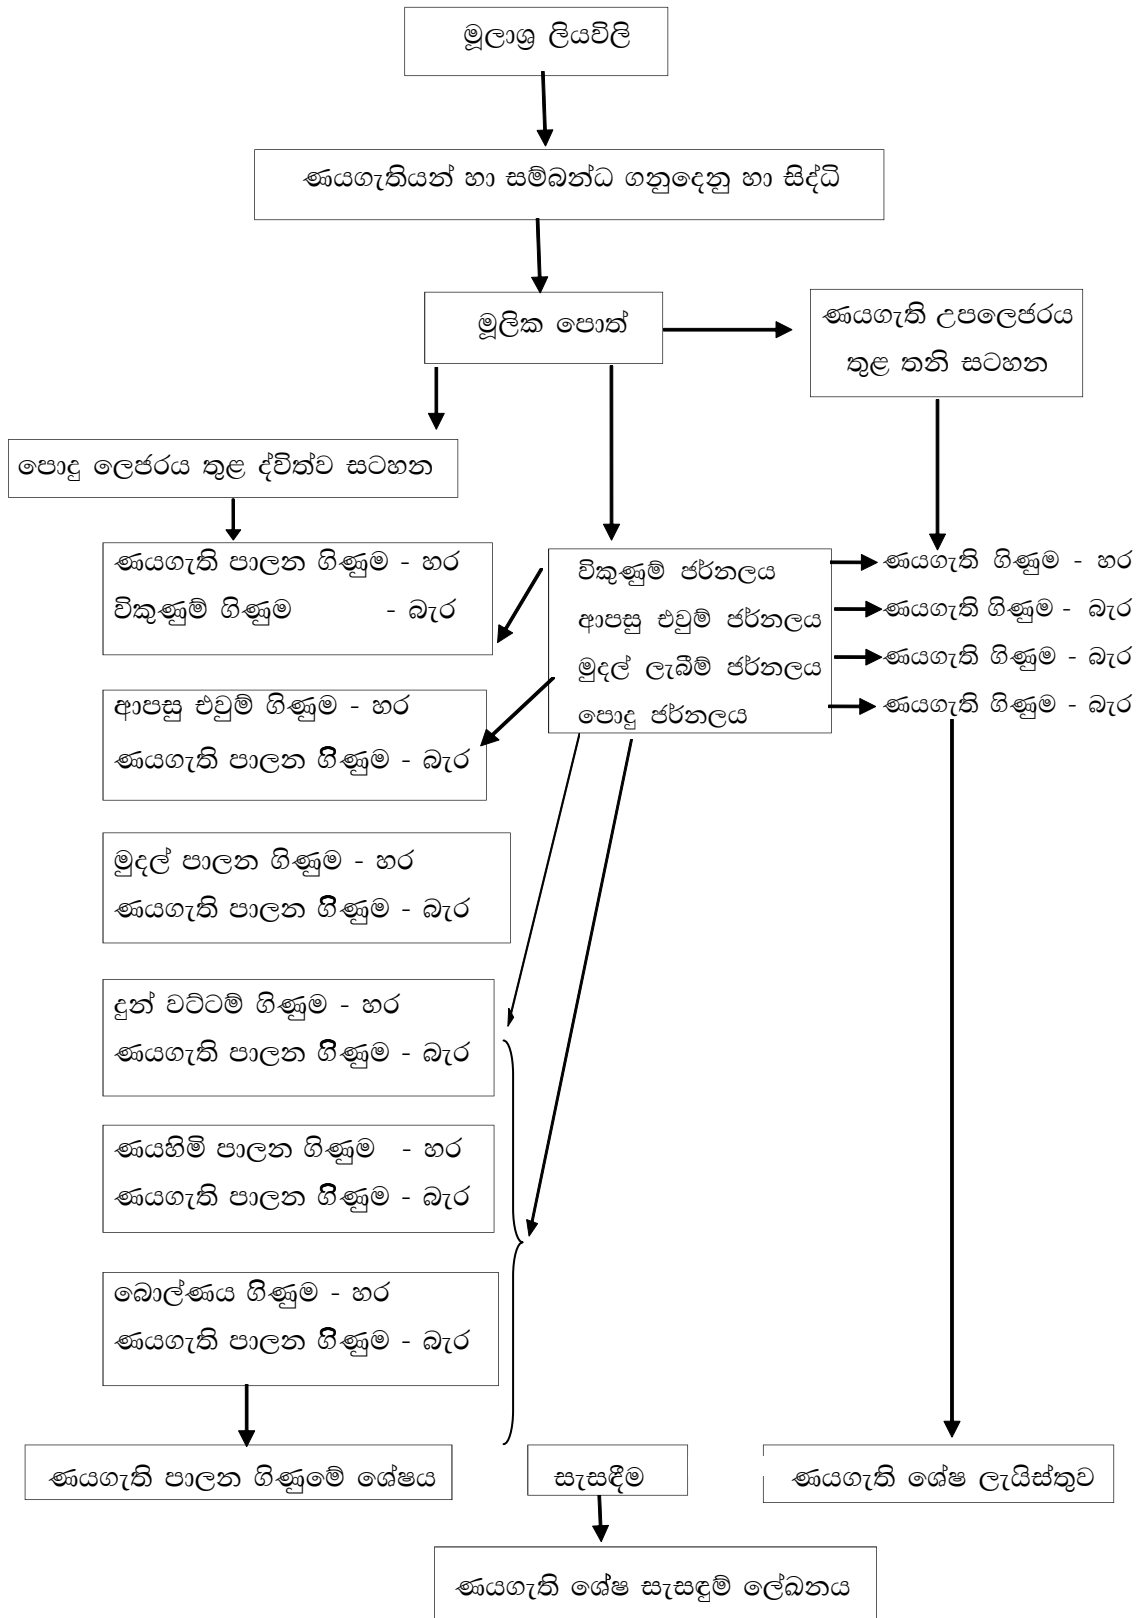 මූලාශ්‍ර ලියවිලි
ණයගැතියන් හා සම්බන්ධ ගනුදෙනු හා සිද්ධි
මූලික පොත්
ණයගැති උපලෙජරය
තුළ තනි සටහන
පොදු ලෙජරය තුළ ද්විත්ව සටහන
ණයගැති පාලන ගිණුම - හර
විකුණුම් ගිණුම - බැර
විකුණුම් ජර්නලය
ආපසු එවුම් ජර්නලය
මුදල් ලැබීම් ජර්නලය
පොදු ජර්නලය
ණයගැති ගිණුම - හර
ණයගැති ගිණුම - බැර
ණයගැති ගිණුම - බැර
ණයගැති ගිණුම - බැර
ආපසු එවුම් ගිණුම - හර
ණයගැති පාලන ගිණුම - බැර
මුදල් පාලන ගිණුම - හර
ණයගැති පාලන ගිණුම - බැර
දුන් වට්ටම් ගිණුම - හර
ණයගැති පාලන ගිණුම - බැර
ණයහිමි පාලන ගිණුම - හර
ණයගැති පාලන ගිණුම - බැර
බොල්ණය ගිණුම - හර
ණයගැති පාලන ගිණුම - බැර
ණයගැති පාලන ගිණුමේ ශේෂය
සැසඳීම
ණයගැති ශේෂ ලැයිස්තුව
ණයගැති ශේෂ සැසඳුම් ලේඛනය